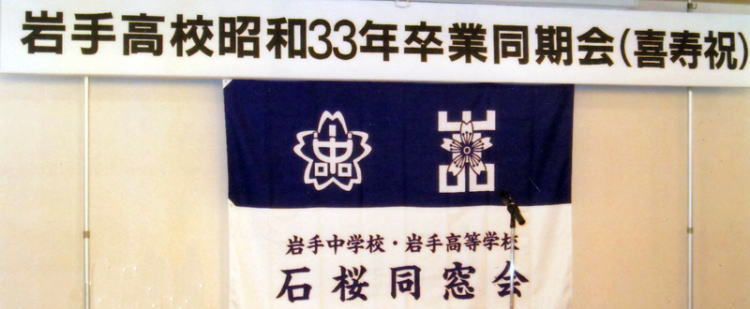 岩手高校昭和33年卒業同期会(喜寿祝)
岩手中学校・岩手高等学校
石桜同窓会